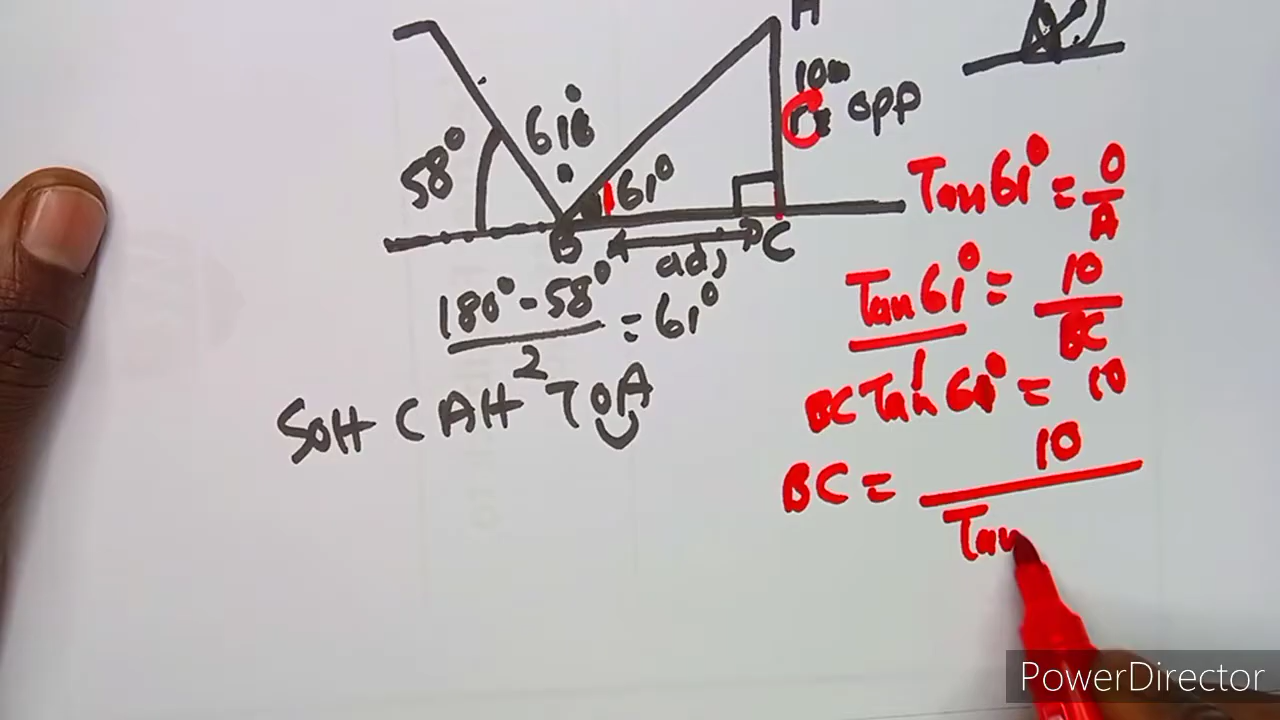 A
10m
opp
58°
61°
61°
B
adj
C
180° - 58°
2
= 61°
SOH CAH TOA
Tan 61° = O
A
Tan 61° = 10
1 BC
BC Tan 61° = 10
BC = 10
Tan
PowerDirector